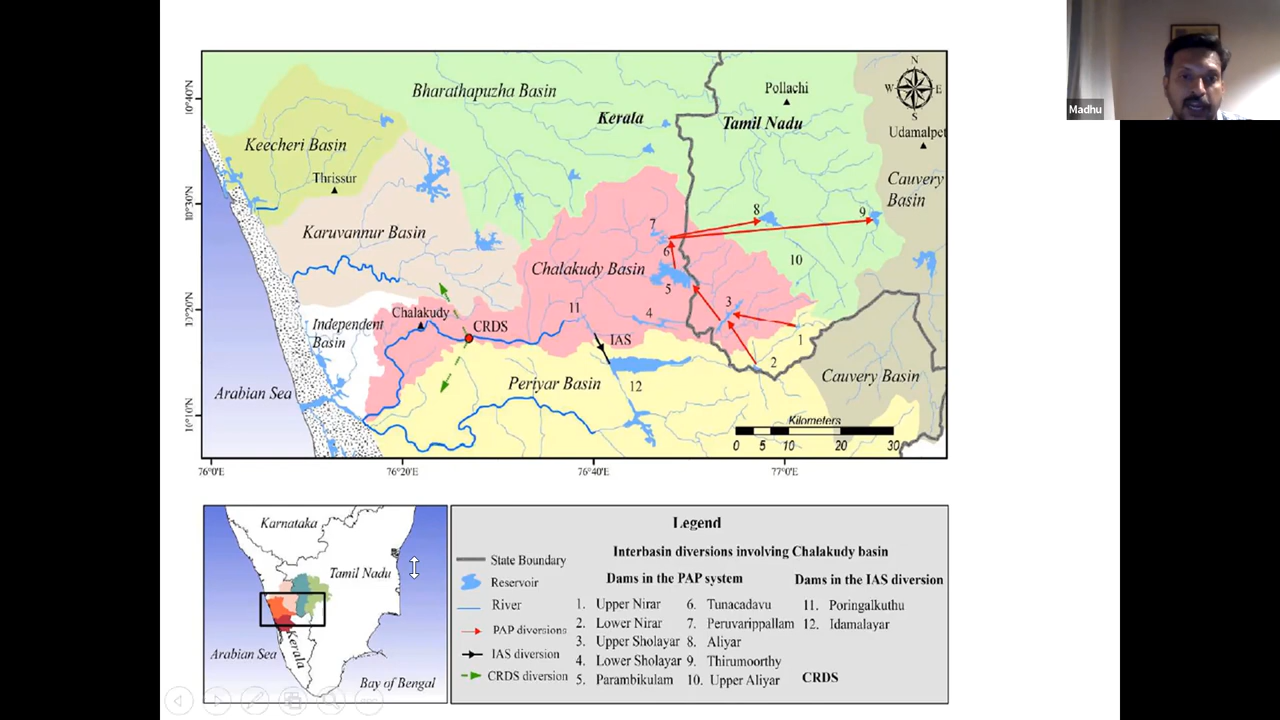 Madhu
Bharathapuzha Basin
Pollachi
N
W
E
S
Kerala
Tamil Nadu
Udamalpet
Keecheri Basin
Thrissur
Cauvery
Basin
Karuvannur Basin
7
8
9
6
10
Chalakudy Basin
5
3
11
4
Chalakudy
CRDS
Independent
Basin
IAS
1
2
Arabian Sea
Periyar Basin
12
Cauvery Basin
Kilometers
0 5 10 20 30
10°40'N
10°30'N
10°10'N
76°0'E
76°20'E
76°40'E
77°0'E
Karnataka
Tamil Nadu
Kerala
Arabian Sea
Bay of Bengal
Legend
State Boundary
Reservoir
River
PAP diversions
IAS diversion
CRDS diversion
Interbasin diversions involving Chalakudy basin
Dams in the PAP system
1. Upper Nirar
2. Lower Nirar
3. Upper Sholayar
4. Lower Sholayar
5. Parambikulam
6. Tunacadavu
7. Peruvarippallam
8. Aliyar
9. Thirumoorthy
10. Upper Aliyar
Dams in the IAS diversion
11. Poringalkuthu
12. Idamalayar
CRDS